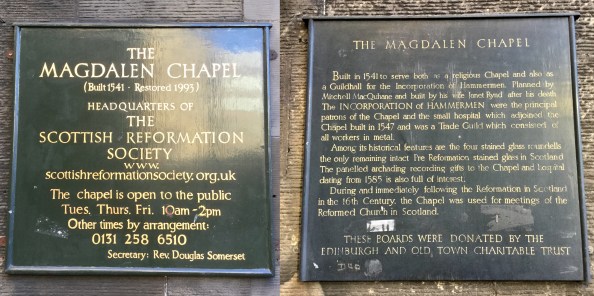 THE
MAGDALEN CHAPEL
(Built 1541 · Restored 1993)
HEADQUARTERS OF
THE
SCOTTISH REFORMATION
SOCIETY
www.
scottishreformationsociety.org.uk
The chapel is open to the public
Tues, Thurs, Fri. 10am-2pm
Other times by arrangement:
0131 258 6510
Secretary: Rev. Douglas Somerset
THE MAGDALEN CHAPEL
Built in 1541 to serve both as a religious Chapel and also as
a Guildhall for the Incorporation of Hammermen. Planned by
Mitchell MacQuhane and built by his wife Janet Rynd after his death.
The INCORPORATION of HAMMERMEN were the principal
patrons of the Chapel and the small hospital which adjoined the
Chapel built in 1547 and was a Trade Guild which consisted of
all workers in metal.
Among its historical features are the four stained glass roundells
the only remaining intact Pre Reformation stained glass in Scotland
The panelled archading recording gifts to the Chapel and Hospital
dating from 1585 is also full of interest.
During and immediately following the Reformation in Scotland
in the 16th Century, the Chapel was used for meetings of the
Reformed Church in Scotland.
THESE BOARDS WERE DONATED BY THE
EDINBURGH AND OLD TOWN CHARITABLE TRUST